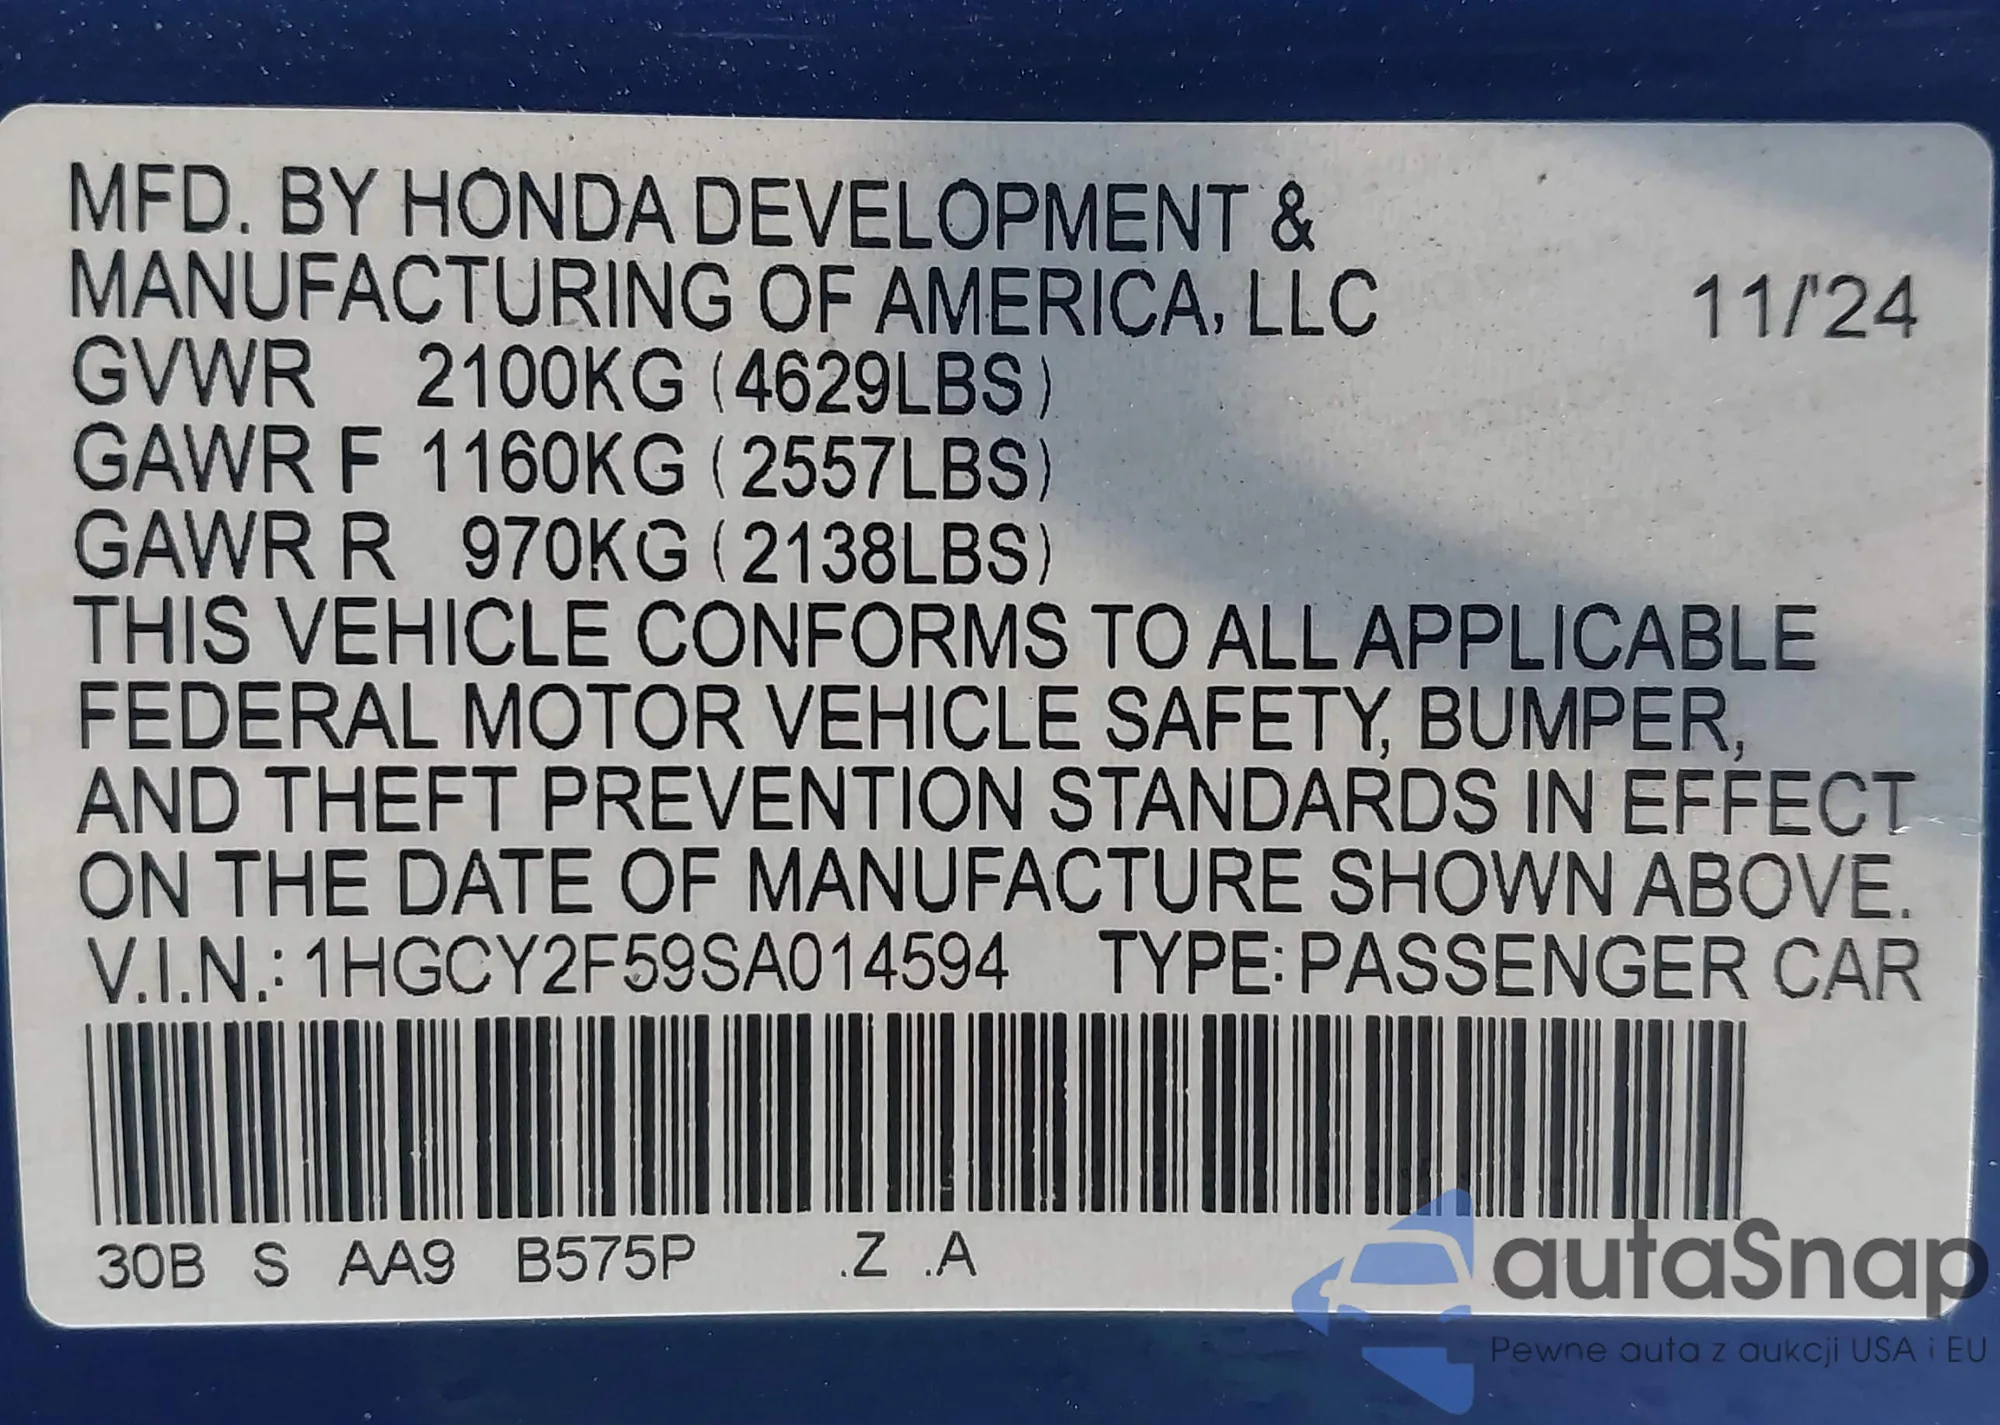 MFD. BY HONDA DEVELOPMENT &
MANUFACTURING OF AMERICA, LLC 11/'24
GVWR 2100KG (4629LBS)
GAWR F 1160KG (2557LBS)
GAWR R 970KG (2138LBS)
THIS VEHICLE CONFORMS TO ALL APPLICABLE
FEDERAL MOTOR VEHICLE SAFETY, BUMPER,
AND THEFT PREVENTION STANDARDS IN EFFECT
ON THE DATE OF MANUFACTURE SHOWN ABOVE.
V.I.N.: 1HGCY2F59SA014594 TYPE: PASSENGER CAR
30B S AA9 B575P .Z .A
autaSnap
Pewne auta z aukcji USA i EU